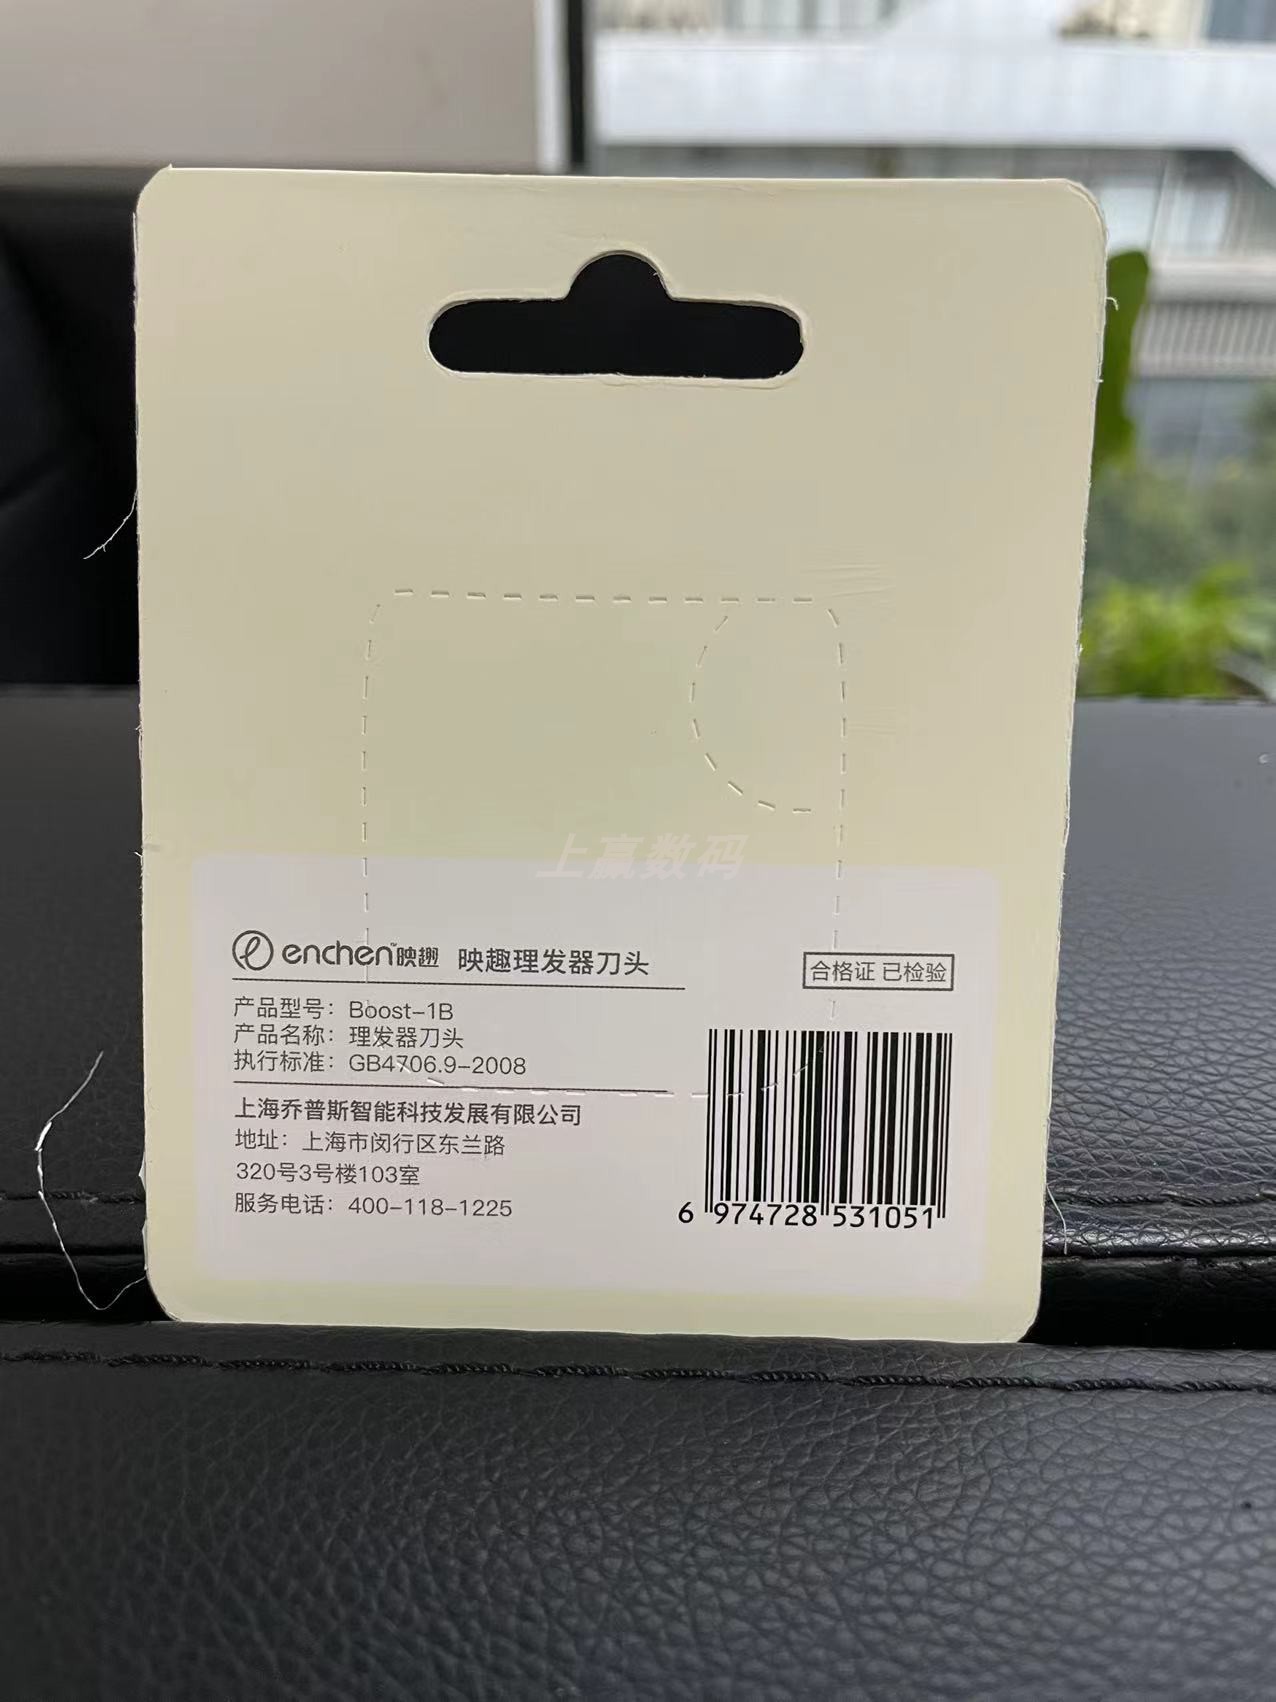 上赢数码
enchen™映趣 映趣理发器刀头
合格证 已检验
产品型号：Boost-1B
产品名称：理发器刀头
执行标准：GB4706.9-2008
上海乔普斯智能科技发展有限公司
地址：上海市闵行区东兰路
320号3号楼103室
服务电话：400-118-1225
6 974728 531051